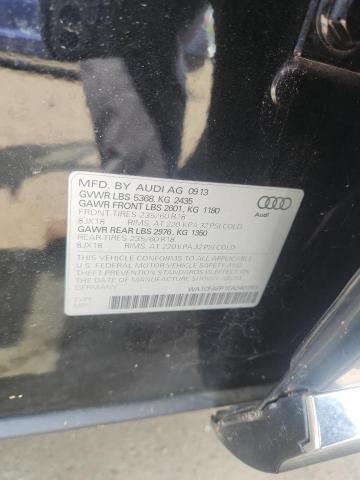 MFD. BY AUDI AG 09.13
GVWR LBS 5368, KG 2435
GAWR FRONT LBS 2601, KG 1180
FRONT-TIRES 235/60 R18
8JX18 RIMS, AT 220 KPA 32 PSI COLD
GAWR REAR LBS 2976, KG 1350
REAR-TIRES 235/60 R18
8JX18 RIMS, AT 220 KPA 32 PSI COLD
Audi
THIS VEHICLE CONFORMS TO ALL APPLICABLE
U.S. FEDERAL MOTOR VEHICLE SAFETY
STANDARDS IN EFFECT ON THE DATE OF
MANUFACTURE SHOWN ABOVE.
GERMANY
TYPE